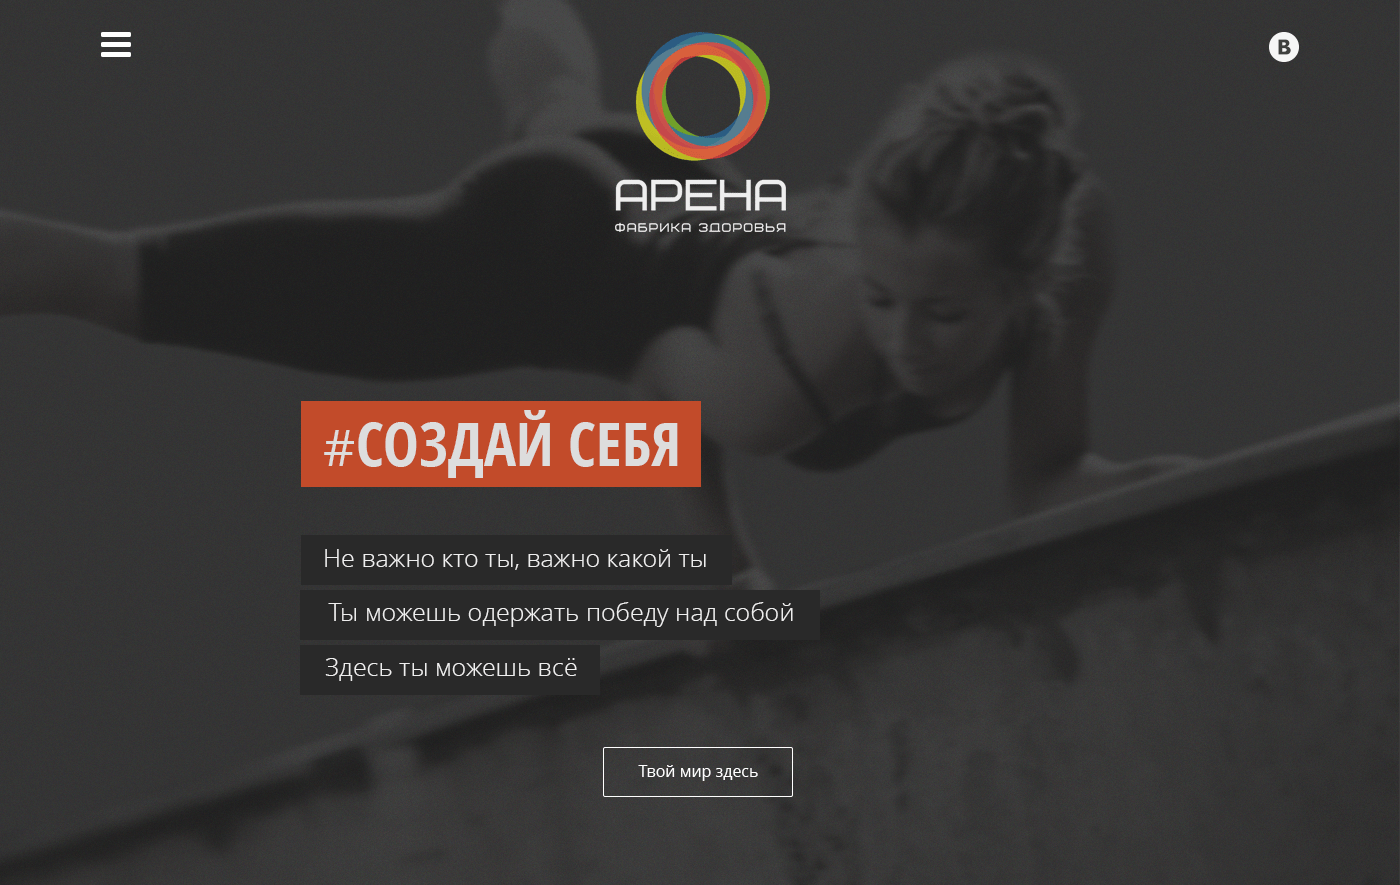 B
АРЕНА
ФАБРИКА ЗДОРОВЬЯ
#СОЗДАЙ СЕБЯ
Не важно кто ты, важно какой ты
Ты можешь одержать победу над собой
Здесь ты можешь всё
Твой мир здесь